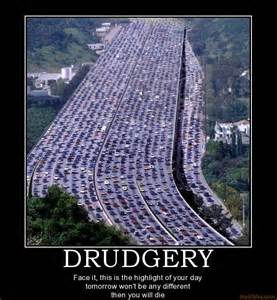 DRUDGERY
Face it, this is the highlight of your day
tomorrow won't be any different
then you will die